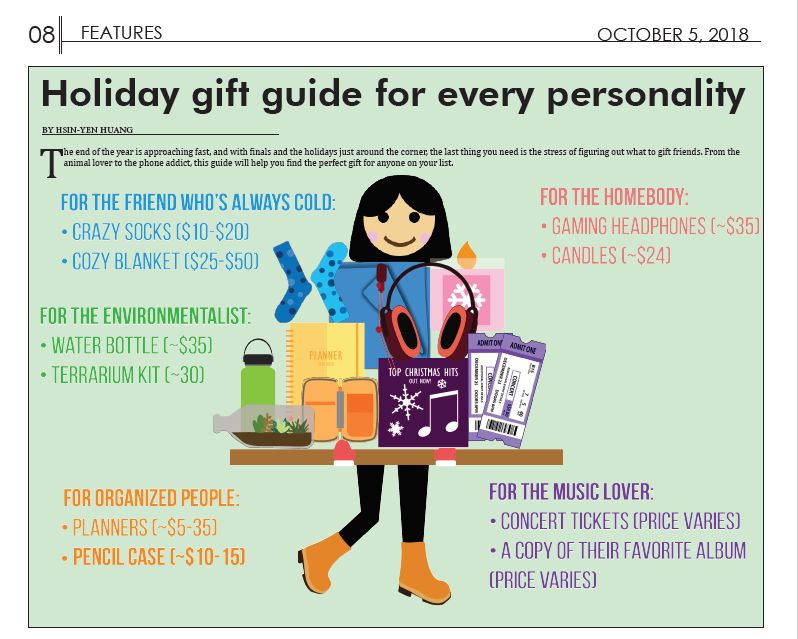 08
FEATURES
OCTOBER 5, 2018
Holiday gift guide for every personality
BY HSIN-YEN HUANG
The end of the year is approaching fast, and with finals and the holidays just around the corner, the last thing you need is the stress of figuring out what to gift friends. From the
animal lover to the phone addict, this guide will help you find the perfect gift for anyone on your list.
FOR THE FRIEND WHO'S ALWAYS COLD:
• CRAZY SOCKS ($10-$20)
• COZY BLANKET ($25-$50)
FOR THE HOMEBODY:
• GAMING HEADPHONES (~$35)
• CANDLES (~$24)
FOR THE ENVIRONMENTALIST:
• WATER BOTTLE (~$35)
• TERRARIUM KIT (~30)
PLANNER
TOP CHRISTMAS HITS
OUT NOW!
ADMIT ONE
CONCERT
ADMIT ONE
CONCERT
FOR ORGANIZED PEOPLE:
• PLANNERS (~$5-35)
• PENCIL CASE (~$10-15)
FOR THE MUSIC LOVER:
• CONCERT TICKETS (PRICE VARIES)
• A COPY OF THEIR FAVORITE ALBUM
(PRICE VARIES)